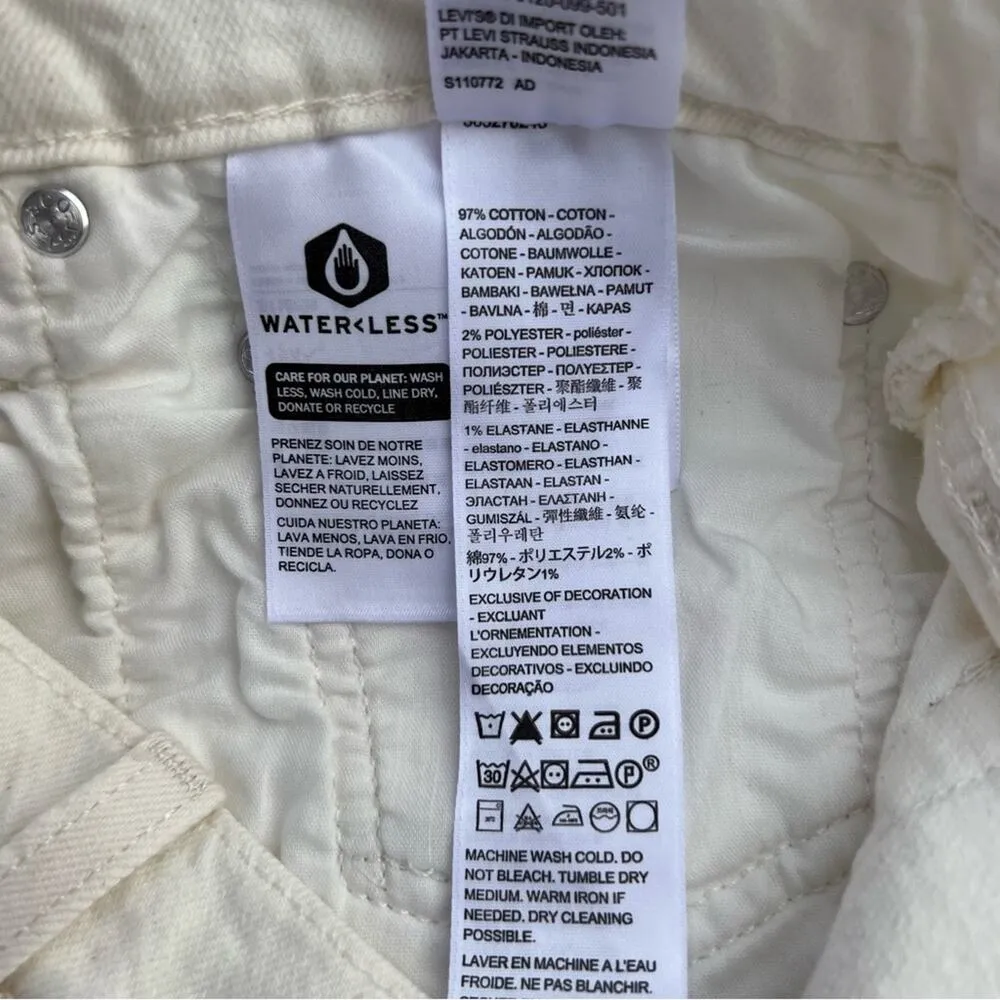 LEVI'S® DI IMPORT OLEH:
PT LEVI STRAUSS INDONESIA
JAKARTA - INDONESIA
S110772 AD
WATER<LESS™
CARE FOR OUR PLANET: WASH
LESS, WASH COLD, LINE DRY,
DONATE OR RECYCLE
PRENEZ SOIN DE NOTRE
PLANETE: LAVEZ MOINS,
LAVEZ A FROID, LAISSEZ
SECHER NATURELLEMENT,
DONNEZ OU RECYCLEZ
CUIDA NUESTRO PLANETA:
LAVA MENOS, LAVA EN FRIO,
TIENDE LA ROPA, DONA O
RECICLA.
97% COTTON - COTON -
ALGODÓN - ALGODÃO -
COTONE - BAUMWOLLE -
KATOEN - PAMUK - ХЛОПОК -
BAMBAKI - BAWEŁNA - PAMUT
- BAVLNA - 棉 - 면 - KAPAS
2% POLYESTER - poliéster -
POLIESTER - POLIESTERE -
ПОЛИЭСТЕР - ΠΟΛΥΕΣΤΕΡ -
POLIÉSZTER - 聚酯纖維 - 聚
酯纤维 - 폴리에스터
1% ELASTANE - ELASTHANNE
- elastano - ELASTANO -
ELASTOMERO - ELASTHAN -
ELASTAAN - ELASTAN -
ЭЛАСТАН - ΕΛΑΣΤΑΝΗ -
GUMISZÁL - 彈性纖維 - 氨纶 -
폴리우레탄
綿97% - ポリエステル2% - ポ
リウレタン1%
EXCLUSIVE OF DECORATION
- EXCLUANT
L'ORNEMENTATION -
EXCLUYENDO ELEMENTOS
DECORATIVOS - EXCLUINDO
DECORAÇÃO
P
30 P ®
MACHINE WASH COLD. DO
NOT BLEACH. TUMBLE DRY
MEDIUM. WARM IRON IF
NEEDED. DRY CLEANING
POSSIBLE.
LAVER EN MACHINE A L'EAU
FROIDE. NE PAS BLANCHIR.